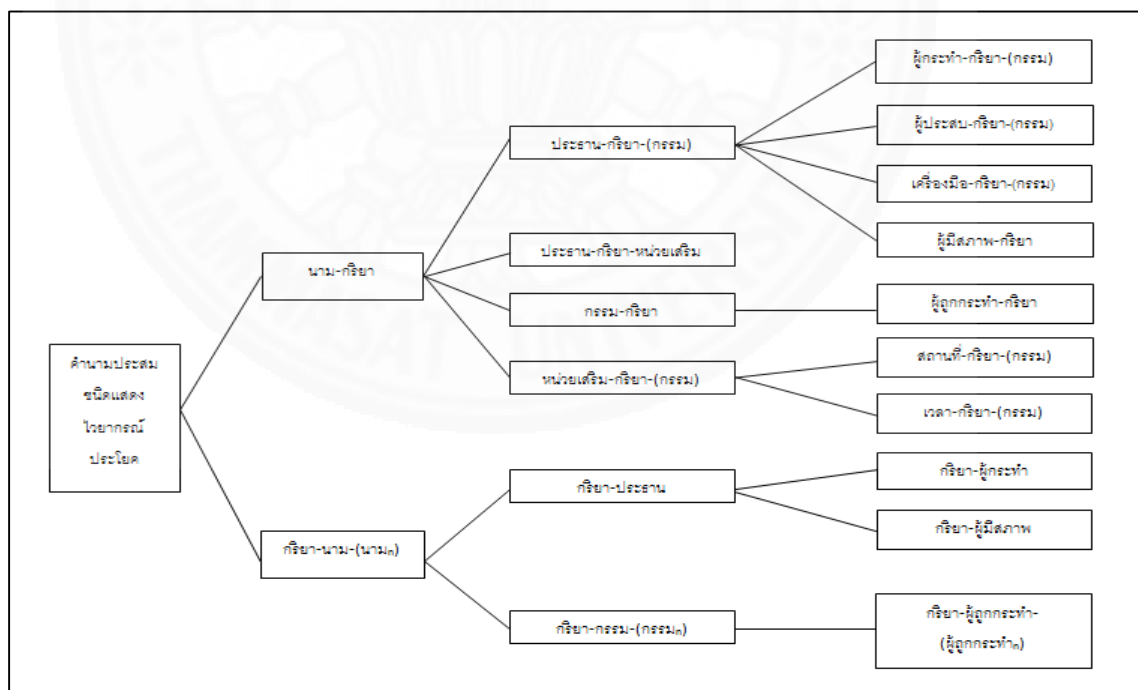 ผู้กระทำ-กริยา-(กรรม)
ประธาน-กริยา-(กรรม)
ผู้ประสบ-กริยา-(กรรม)
เครื่องมือ-กริยา-(กรรม)
ผู้มีสภาพ-กริยา
นาม-กริยา
ประธาน-กริยา-หน่วยเสริม
กรรม-กริยา
ผู้ถูกกระทำ-กริยา
หน่วยเสริม-กริยา-(กรรม)
สถานที่-กริยา-(กรรม)
เวลา-กริยา-(กรรม)
คำนามประสม
ชนิดแสดง
ไวยากรณ์
ประโยค
กริยา-นาม-(นามₙ)
กริยา-ประธาน
กริยา-ผู้กระทำ
กริยา-ผู้มีสภาพ
กริยา-กรรม-(กรรมₙ)
กริยา-ผู้ถูกกระทำ-
(ผู้ถูกกระทำₙ)